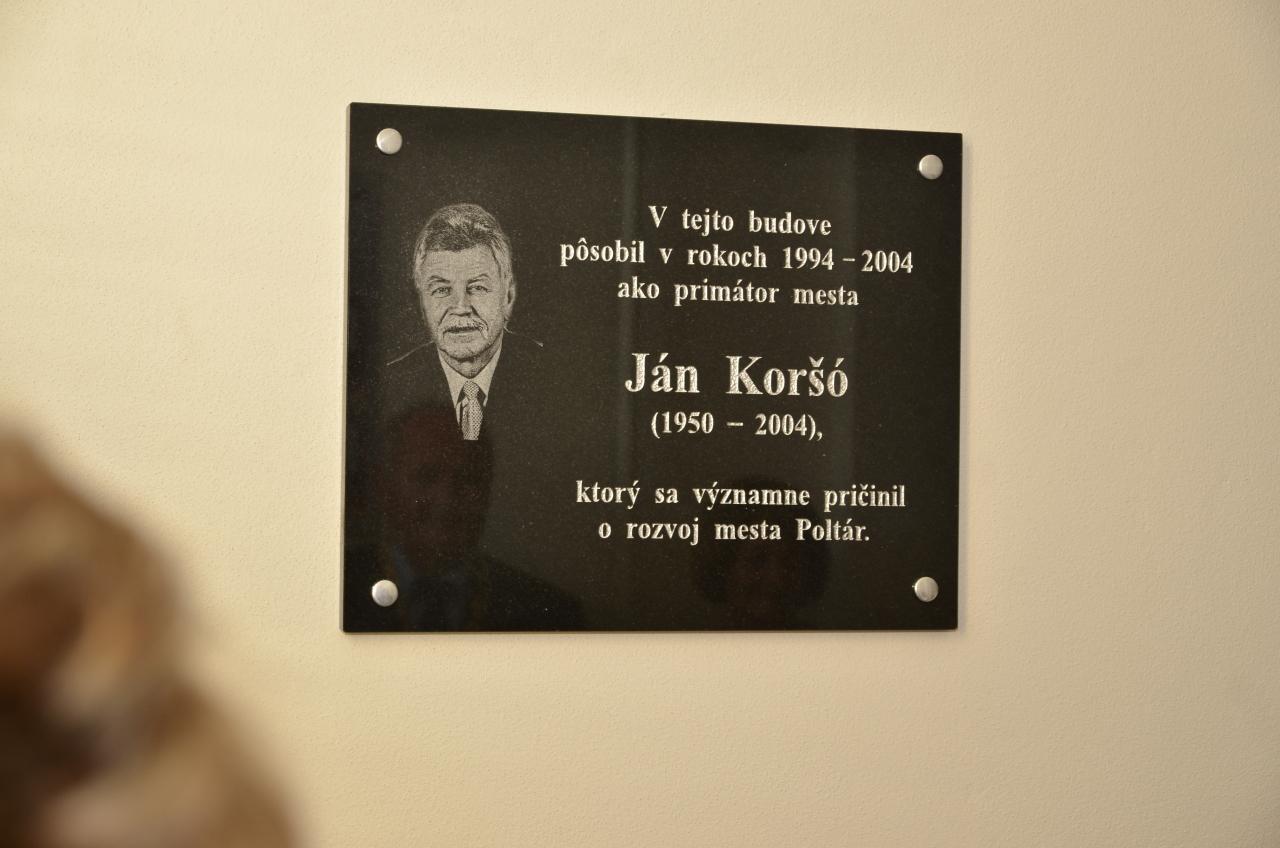 V tejto budove
pôsobil v rokoch 1994 – 2004
ako primátor mesta
Ján Koršó
(1950 – 2004),
ktorý sa významne pričinil
o rozvoj mesta Poltár.